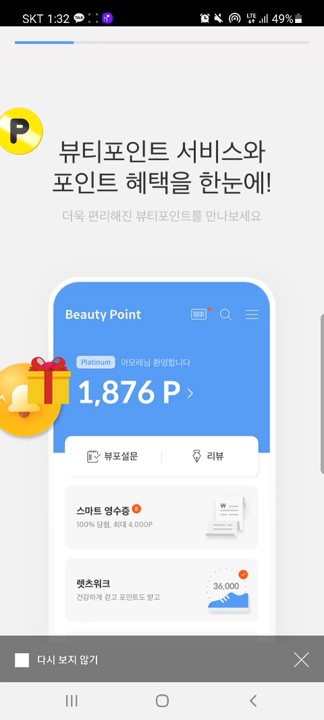 SKT 1:32
LTE 49%
P
뷰티포인트 서비스와
포인트 혜택을 한눈에!
더욱 편리해진 뷰티포인트를 만나보세요
Beauty Point
Platinum 아모레님 환영합니다
1,876 P
뷰포설문
리뷰
스마트 영수증
100% 당첨, 최대 4,000P
₩
렛츠워크
건강하게 걷고 포인트도 받고
36,000
다시 보지 않기